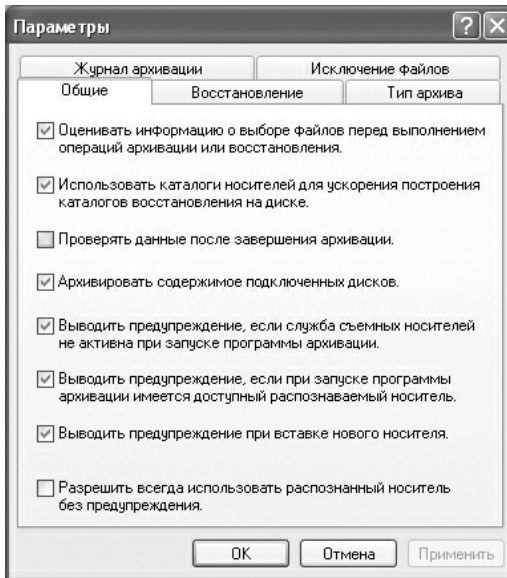 Параметры
Журнал архивации Исключение файлов
Общие Восстановление Тип архива
Оценивать информацию о выборе файлов перед выполнением
операций архивации или восстановления.
Использовать каталоги носителей для ускорения построения
каталогов восстановления на диске.
Проверять данные после завершения архивации.
Архивировать содержимое подключенных дисков.
Выводить предупреждение, если служба съемных носителей
не активна при запуске программы архивации.
Выводить предупреждение, если при запуске программы
архивации имеется доступный распознаваемый носитель.
Выводить предупреждение при вставке нового носителя.
Разрешить всегда использовать распознанный носитель
без предупреждения.
OK Отмена Применить